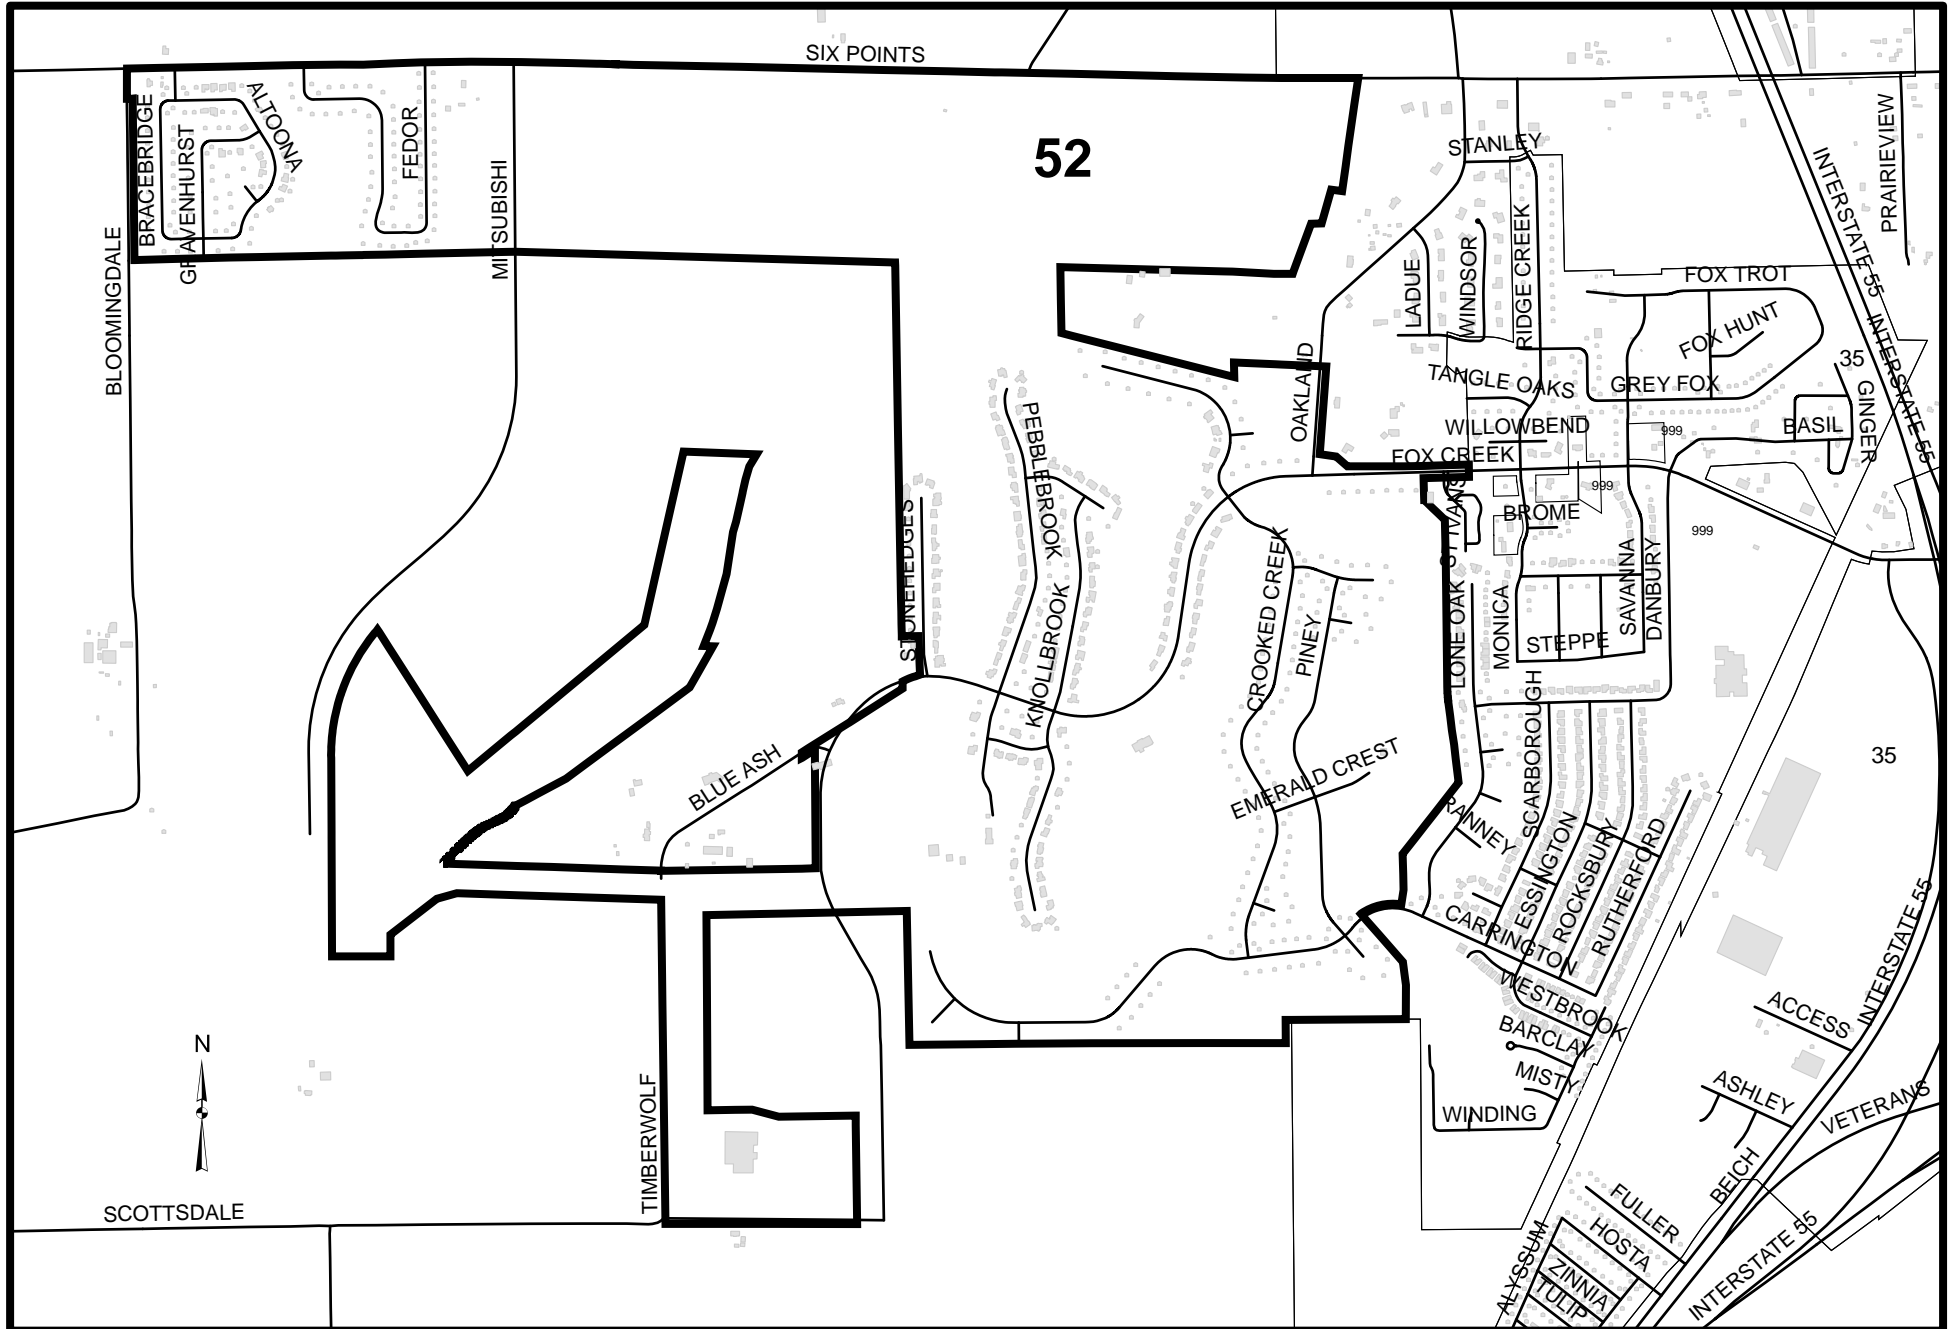 SIX POINTS
52
ALTOONA
FEDOR
BRACEBRIDGE
GRAVENHURST
MITSUBISHI
BLOOMINGDALE
STANLEY
INTERSTATE 55
PRAIRIEVIEW
LADUE
WINDSOR
RIDGE CREEK
FOX TROT
FOX HUNT
INTERSTATE 55
35
TANGLE OAKS
GREY FOX
GINGER
OAKLAND
WILLOWBEND
999
BASIL
FOX CREEK
PEBBLEBROOK
999
BROME
999
STONEHEDGES
KNOLLBROOK
CROOKED CREEK
PINEY
LONE OAK
MONICA
SAVANNA
DANBURY
STEPPE
BLUE ASH
EMERALD CREST
SCARBOROUGH
35
RANNEY
ESSINGTON
ROCKSBURY
RUTHERFORD
CARRINGTON
INTERSTATE 55
WESTBROOK
ACCESS
BARCLAY
MISTY
ASHLEY
WINDING
VETERANS
N
TIMBERWOLF
BEICH
SCOTTSDALE
FULLER
HOSTA
INTERSTATE 55
ALYSSUM
ZINNIA
TULIP